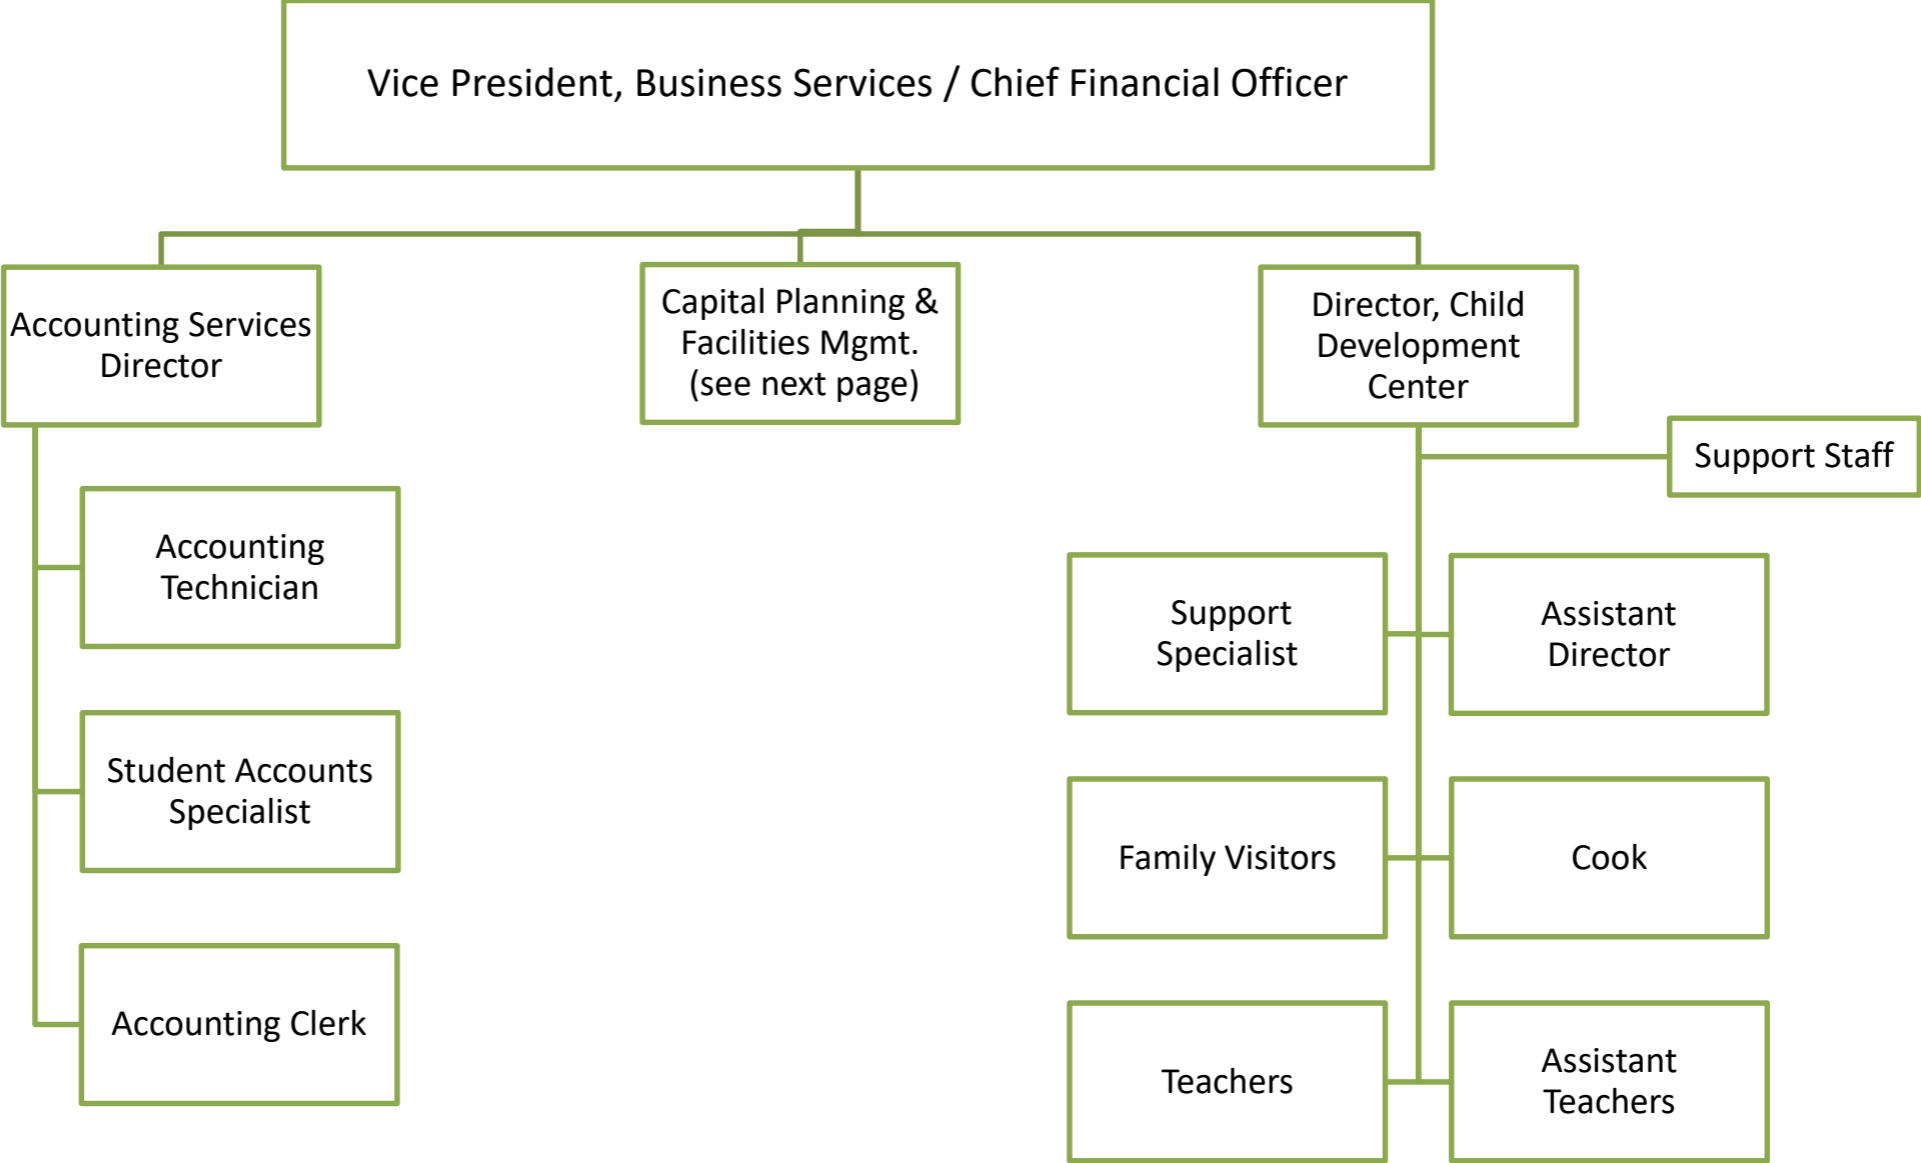 Vice President, Business Services / Chief Financial Officer
Accounting Services
Director
Capital Planning &
Facilities Mgmt.
(see next page)
Director, Child
Development
Center
Support Staff
Accounting
Technician
Student Accounts
Specialist
Accounting Clerk
Support
Specialist
Assistant
Director
Family Visitors
Cook
Teachers
Assistant
Teachers